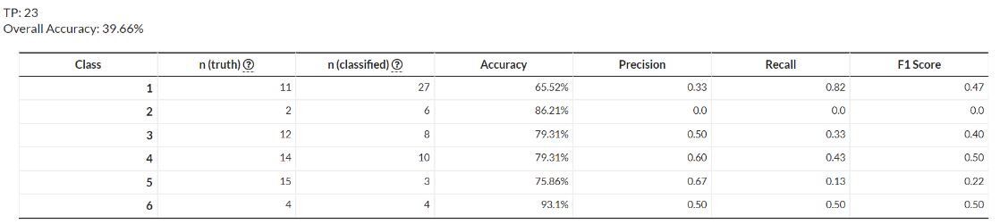 TP: 23
Overall Accuracy: 39.66%
Class n (truth) ? n (classified) ? Accuracy Precision Recall F1 Score
1 11 27 65.52% 0.33 0.82 0.47
2 2 6 86.21% 0.0 0.0 0.0
3 12 8 79.31% 0.50 0.33 0.40
4 14 10 79.31% 0.60 0.43 0.50
5 15 3 75.86% 0.67 0.13 0.22
6 4 4 93.1% 0.50 0.50 0.50